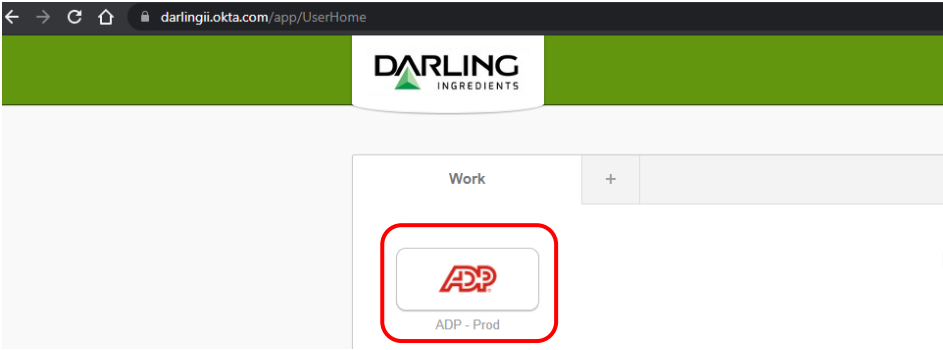 darlingii.okta.com/app/UserHome
DARLING
INGREDIENTS
Work +
ADP
ADP - Prod